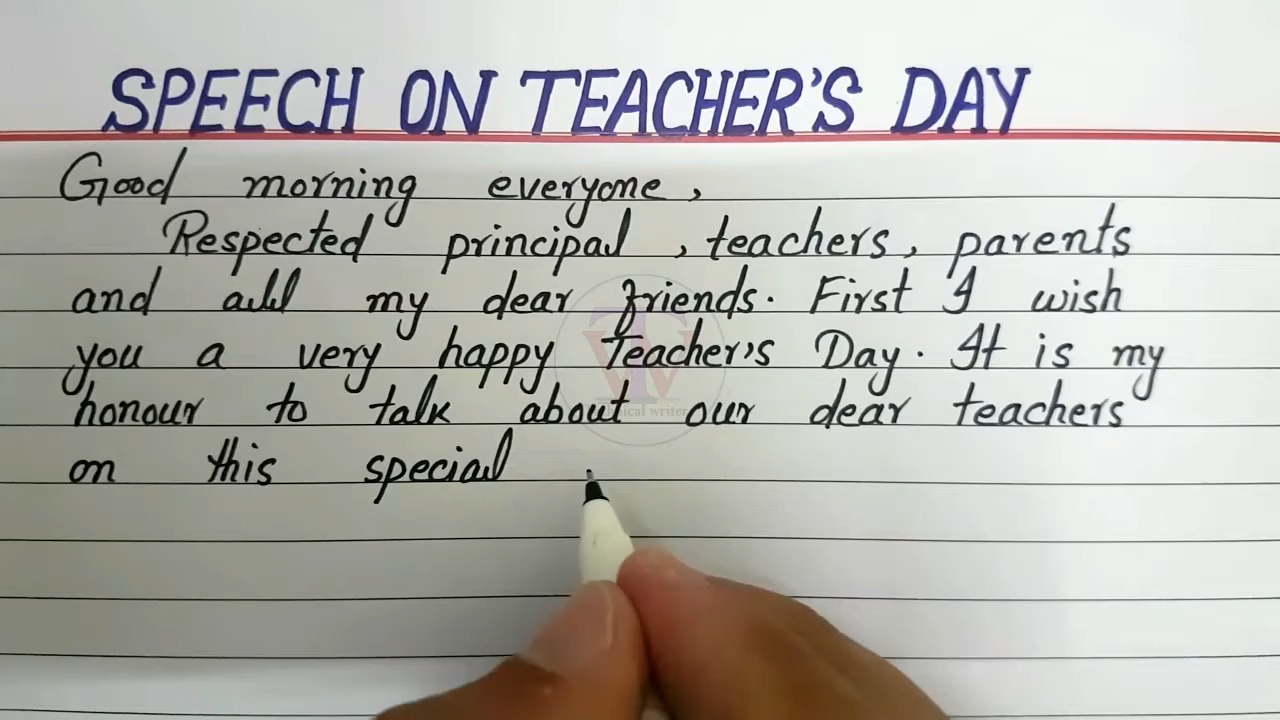 SPEECH ON TEACHER'S DAY
Good morning everyone,
Respected principal, teachers, parents
and all my dear friends. First I wish
you a very happy Teacher's Day. It is my
honour to talk about our dear teachers
on this special